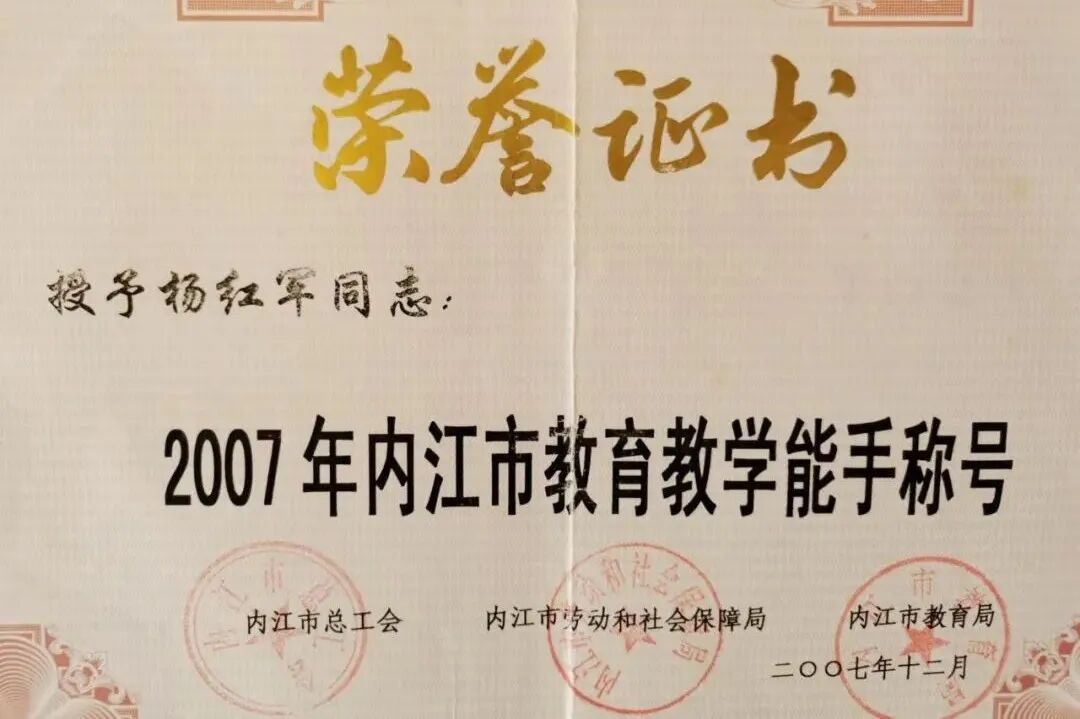 荣誉证书
授予杨红军同志：
2007年内江市教育教学能手称号
内江市总工会 内江市劳动和社会保障局 内江市教育局
二〇〇七年十二月